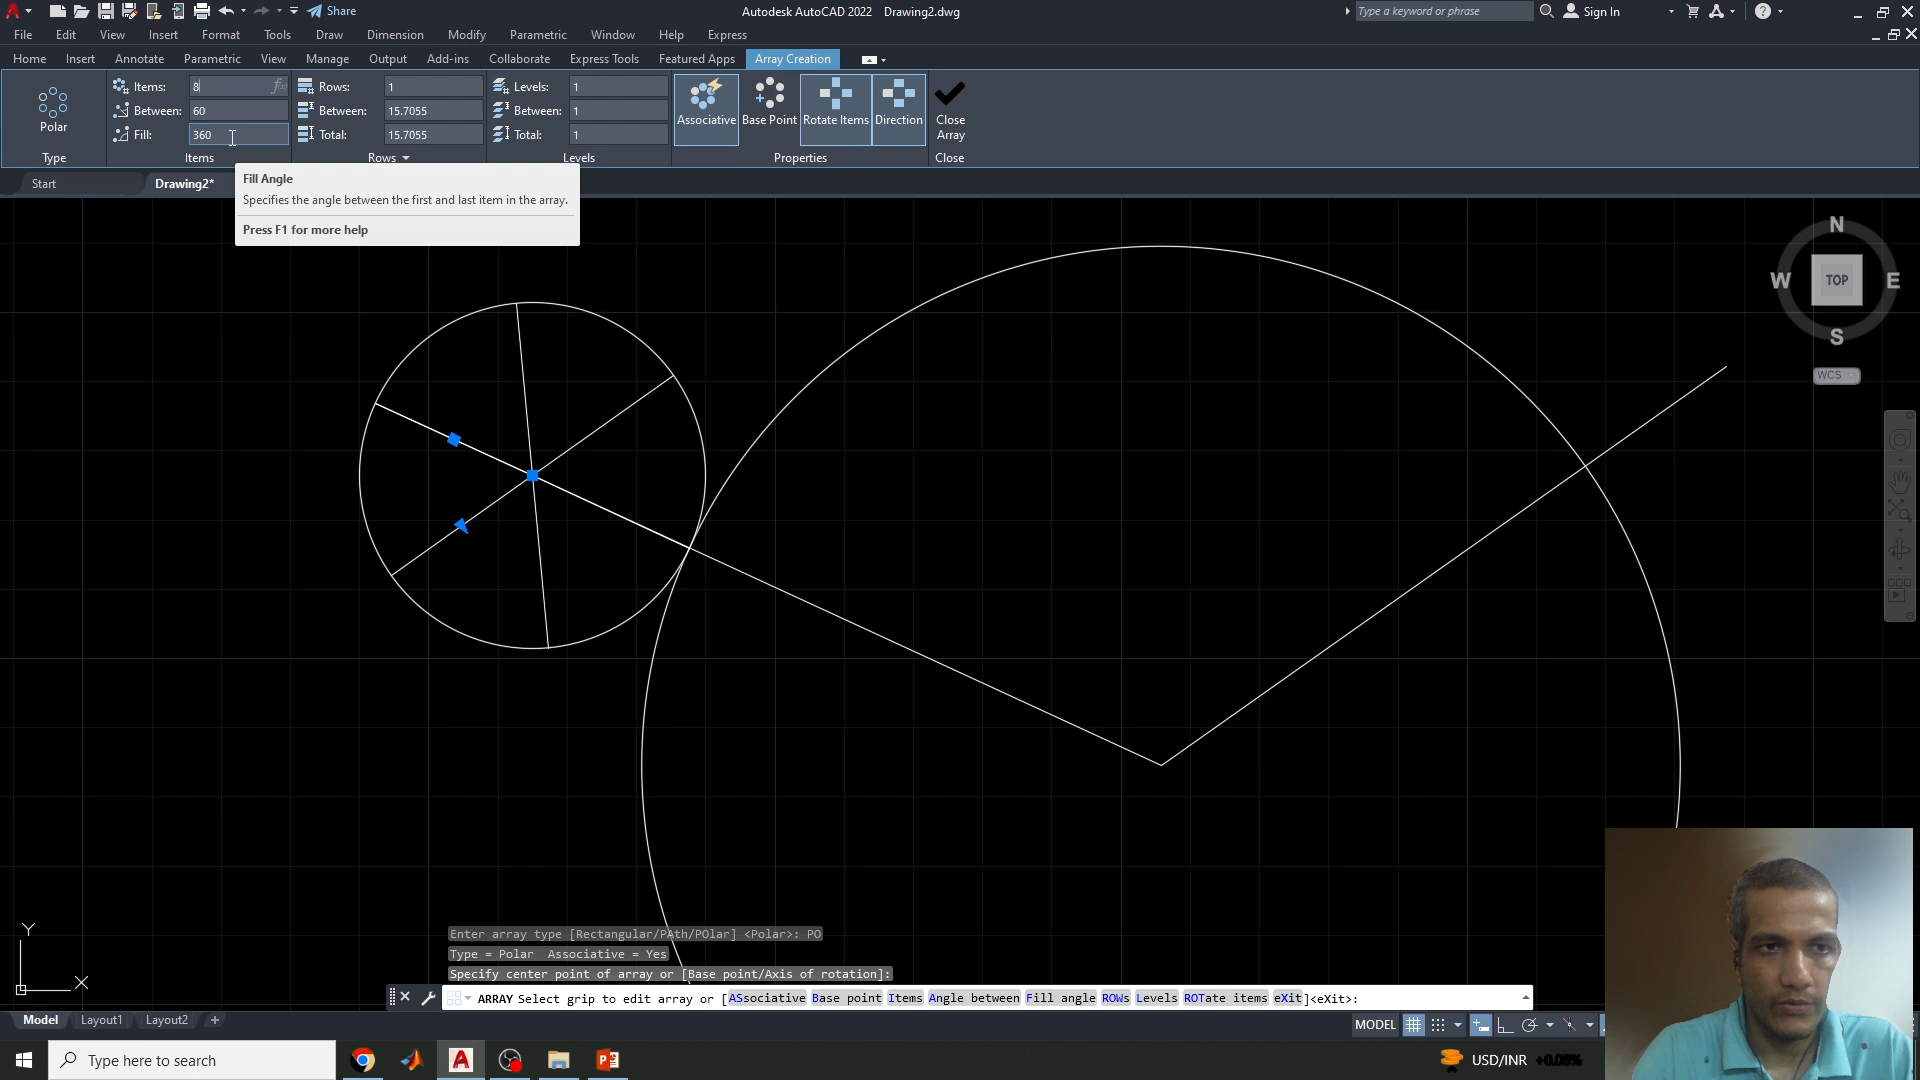 Share
Autodesk AutoCAD 2022 Drawing2.dwg
Type a keyword or phrase
Sign In
File Edit View Insert Format Tools Draw Dimension Modify Parametric Window Help Express
Home Insert Annotate Parametric View Manage Output Add-ins Collaborate Express Tools Featured Apps Array Creation
Items: 8 Rows: 1 Levels: 1
Between: 60 Between: 15.7055 Between: 1
Fill: 360 Total: 15.7055 Total: 1
Polar
Associative Base Point Rotate Items Direction Close Array
Type Items Rows Levels Properties Close
Start Drawing2*
Fill Angle
Specifies the angle between the first and last item in the array.
Press F1 for more help
N
W TOP E
S
WCS
Y
X
Enter array type [Rectangular/PAth/POlar] <Polar>: PO
Type = Polar Associative = Yes
Specify center point of array or [Base point/Axis of rotation]:
ARRAY Select grip to edit array or [ASsociative Base point Items Angle between Fill angle ROWs Levels ROTate items eXit]<eXit>:
Model Layout1 Layout2 +
MODEL
Type here to search
USD/INR +0.08%